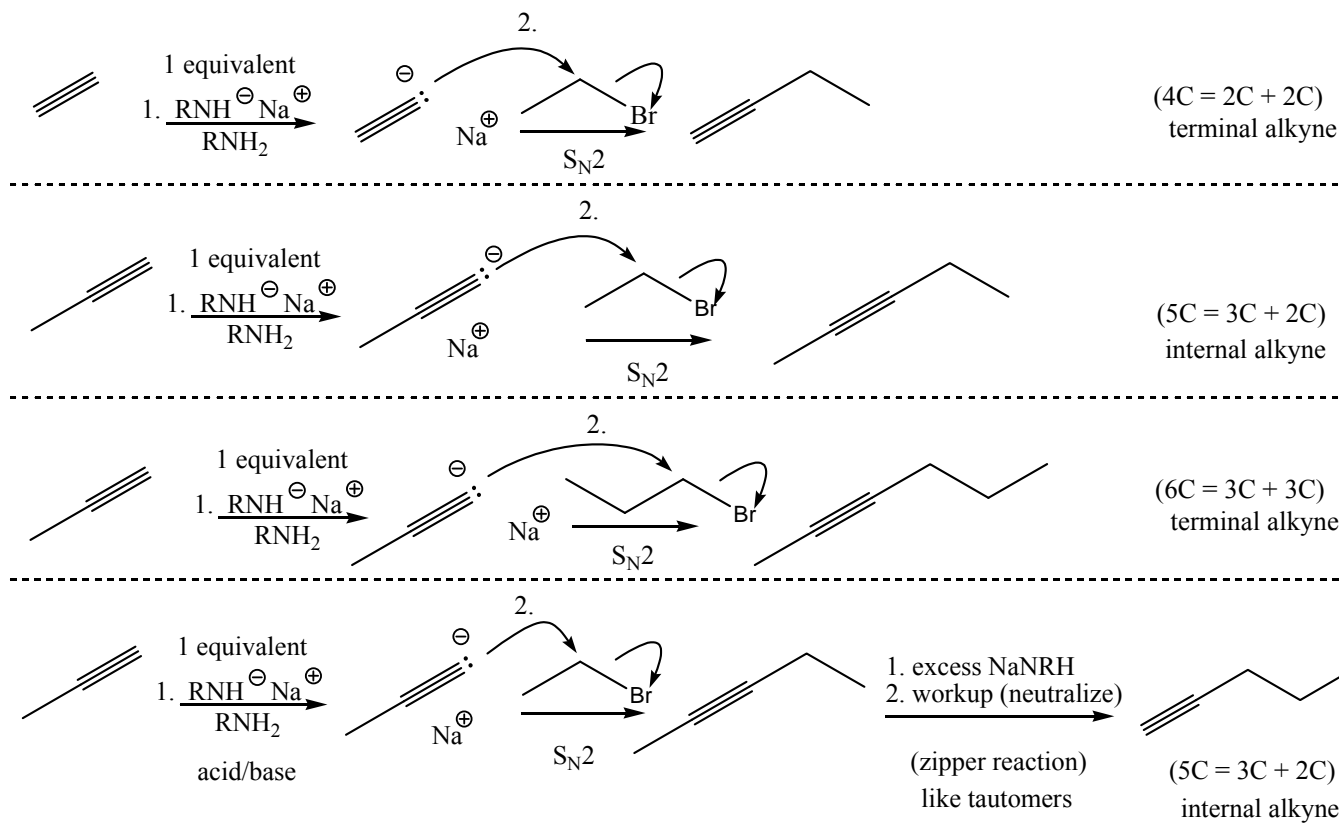 2.
1 equivalent
1. RNH ⊖ Na ⊕
RNH2
⊖
:
Na ⊕
Br
SN2
(4C = 2C + 2C)
terminal alkyne
2.
1 equivalent
1. RNH ⊖ Na ⊕
RNH2
⊖
:
Na ⊕
Br
SN2
(5C = 3C + 2C)
internal alkyne
2.
1 equivalent
1. RNH ⊖ Na ⊕
RNH2
⊖
:
Na ⊕
Br
SN2
(6C = 3C + 3C)
terminal alkyne
2.
1 equivalent
1. RNH ⊖ Na ⊕
RNH2
acid/base
⊖
:
Na ⊕
Br
SN2
1. excess NaNRH
2. workup (neutralize)
(zipper reaction)
like tautomers
(5C = 3C + 2C)
internal alkyne